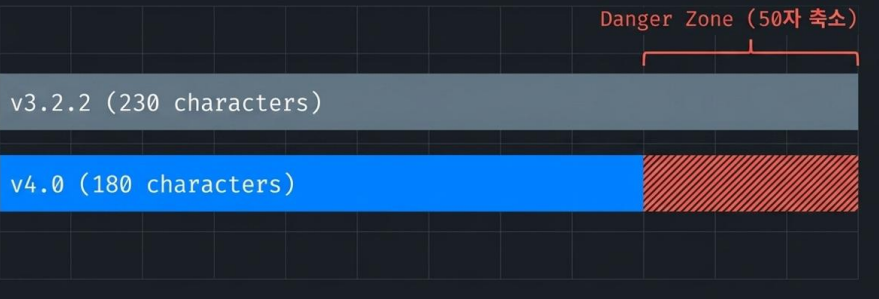 Danger Zone (50자 축소)
v3.2.2 (230 characters)
v4.0 (180 characters)